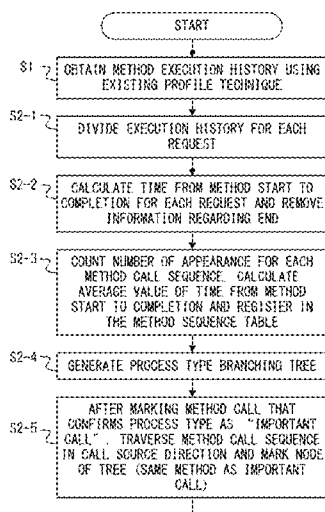 START
S1
OBTAIN METHOD EXECUTION HISTORY USING
EXISTING PROFILE TECHNIQUE
S2-1
DIVIDE EXECUTION HISTORY FOR EACH
REQUEST
S2-2
CALCULATE TIME FROM METHOD START TO
COMPLETION FOR EACH REQUEST AND REMOVE
INFORMATION REGARDING END
S2-3
COUNT NUMBER OF APPEARANCE FOR EACH
METHOD CALL SEQUENCE, CALCULATE
AVERAGE VALUE OF TIME FROM METHOD
START TO COMPLETION AND REGISTER IN
THE METHOD SEQUENCE TABLE
S2-4
GENERATE PROCESS TYPE BRANCHING TREE
S2-5
AFTER MARKING METHOD CALL THAT
CONFIRMS PROCESS TYPE AS "IMPORTANT
CALL", TRAVERSE METHOD CALL SEQUENCE
IN CALL SOURCE DIRECTION AND MARK NODE
OF TREE (SAME METHOD AS IMPORTANT
CALL)